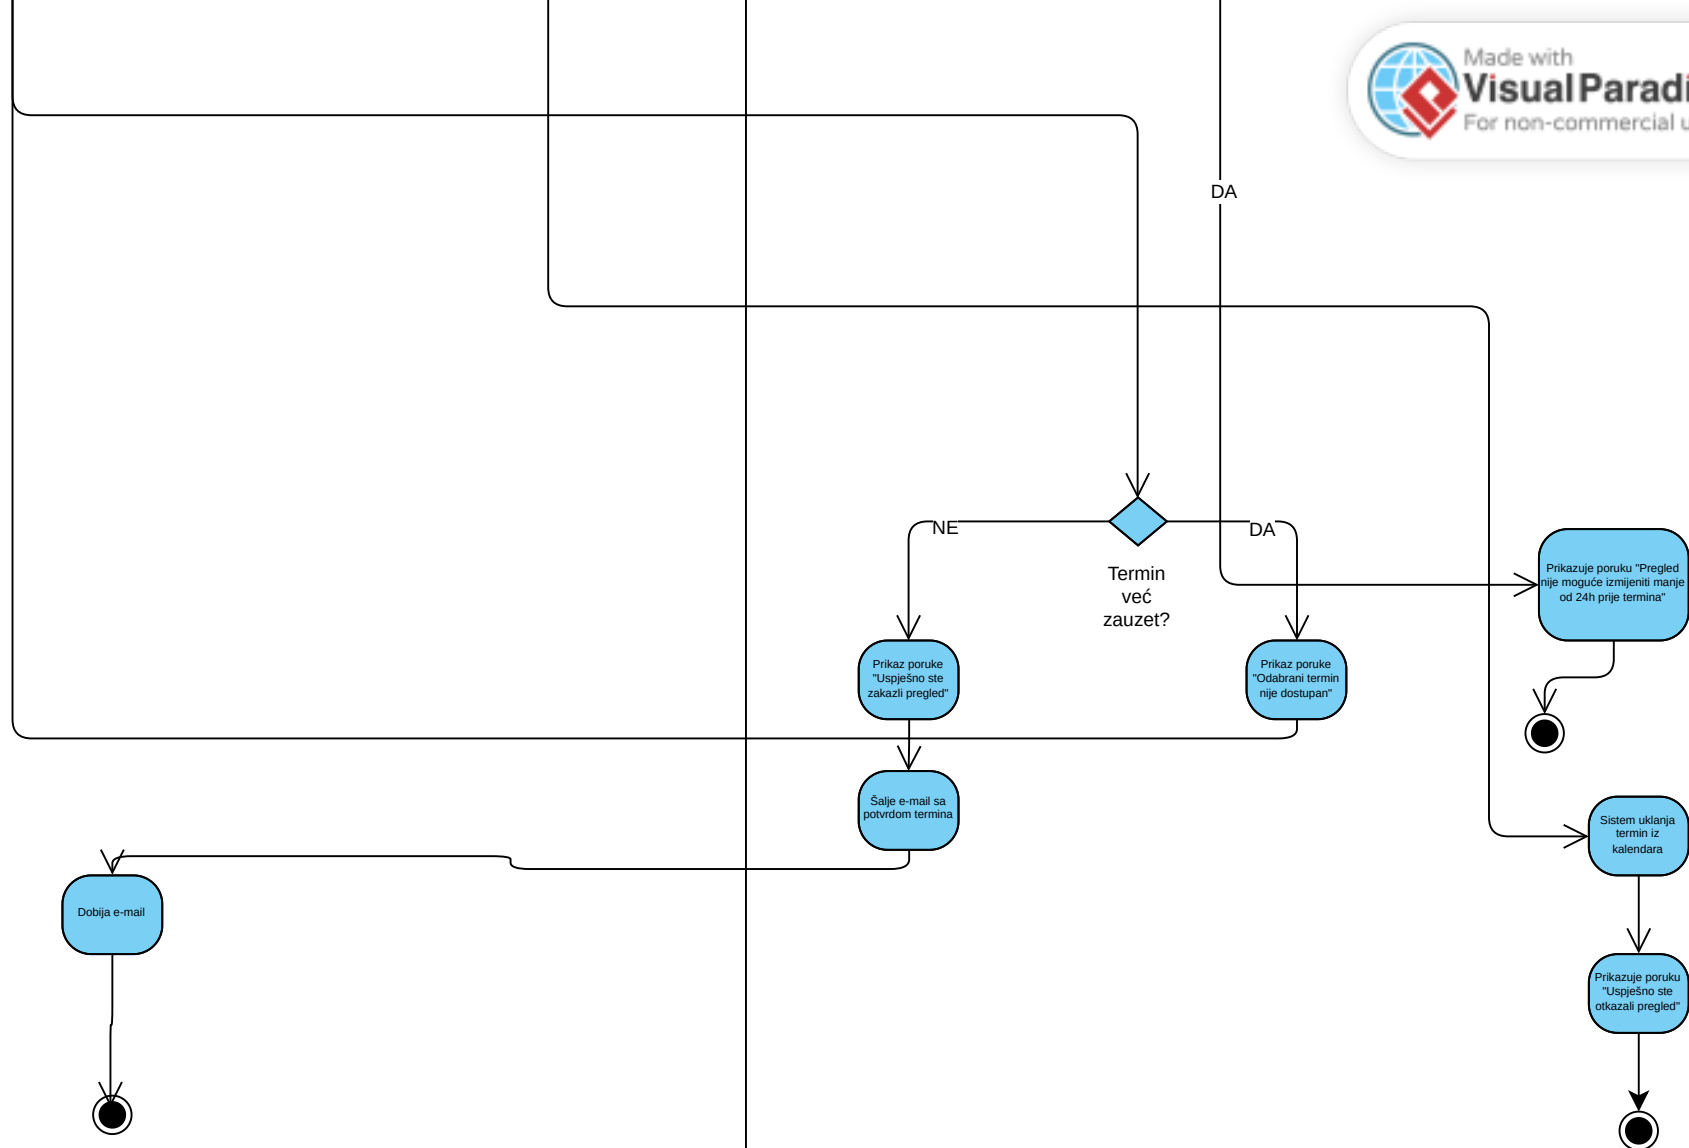 Made with
Visual Paradi
For non-commercial u
DA
NE
DA
Termin
već
zauzet?
Prikazuje poruku "Pregled
nije moguće izmijeniti manje
od 24h prije termina"
Prikaz poruke
"Uspješno ste
zakazli pregled"
Prikaz poruke
"Odabrani termin
nije dostupan"
Šalje e-mail sa
potvrdom termina
Sistem uklanja
termin iz
kalendara
Dobija e-mail
Prikazuje poruku
"Uspješno ste
otkazali pregled"